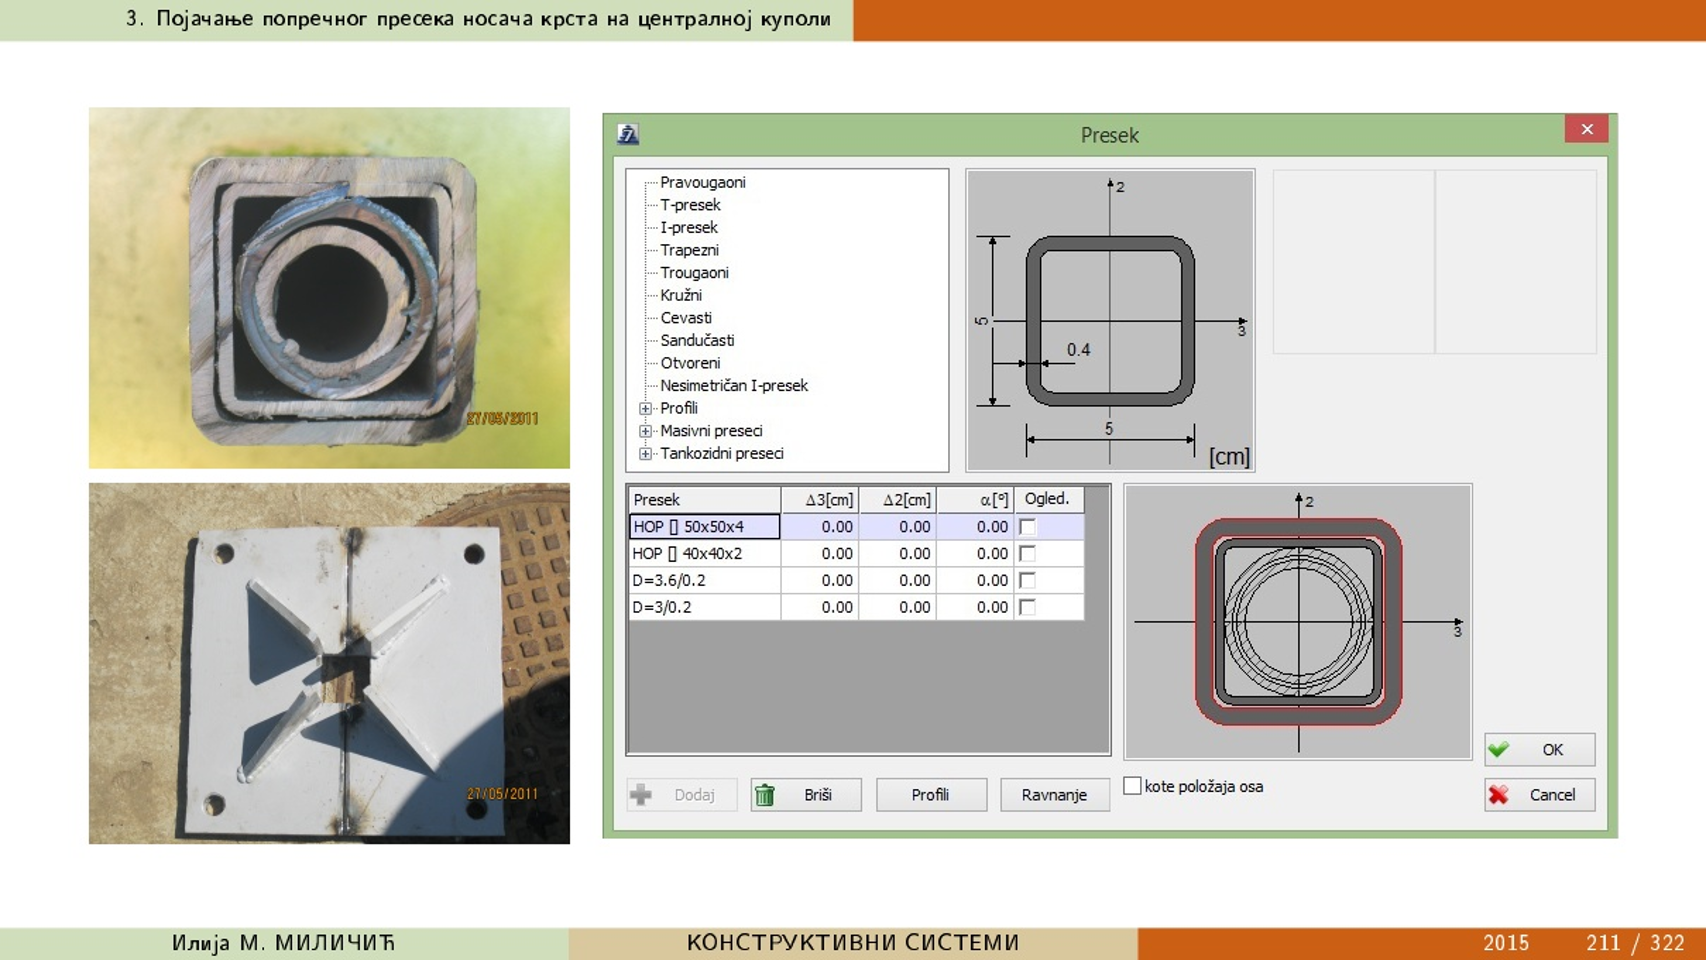 3. Појачање попречног пресека носача крста на централној куполи
27/05/2011
27/05/2011
Presek
Pravougaoni
T-presek
I-presek
Trapezni
Trougaoni
Kružni
Cevasti
Sandučasti
Otvoreni
Nesimetričan I-presek
Profili
Masivni preseci
Tankozidni preseci
2
3
5
0.4
5
[cm]
Presek Δ3[cm] Δ2[cm] α[°] Ogled.
HOP [] 50x50x4 0.00 0.00 0.00
HOP [] 40x40x2 0.00 0.00 0.00
D=3.6/0.2 0.00 0.00 0.00
D=3/0.2 0.00 0.00 0.00
2
3
Dodaj Briši Profili Ravnanje
kote položaja osa
OK
Cancel
Илија М. МИЛИЧИЋ КОНСТРУКТИВНИ СИСТЕМИ 2015 211 / 322